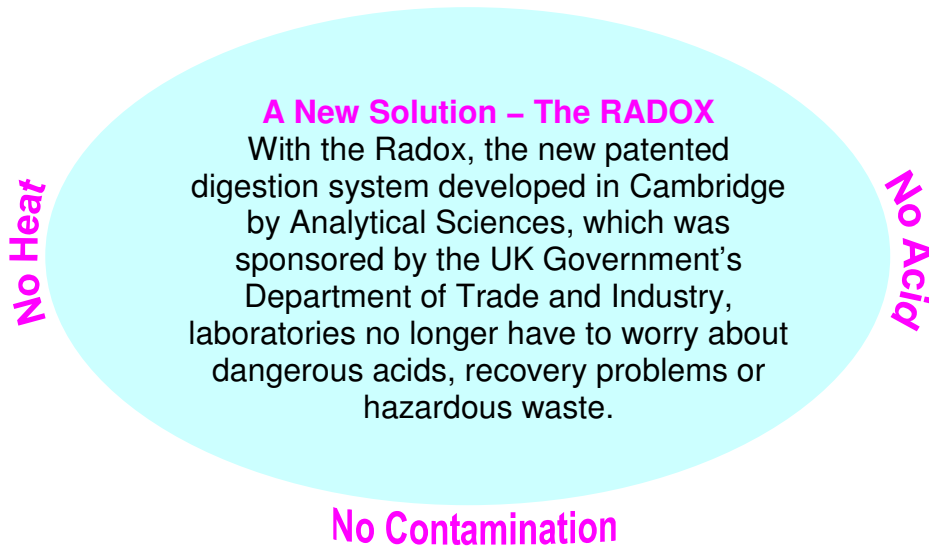 A New Solution – The RADOX
With the Radox, the new patented
digestion system developed in Cambridge
by Analytical Sciences, which was
sponsored by the UK Government's
Department of Trade and Industry,
laboratories no longer have to worry about
dangerous acids, recovery problems or
hazardous waste.
No Heat
No Acid
No Contamination